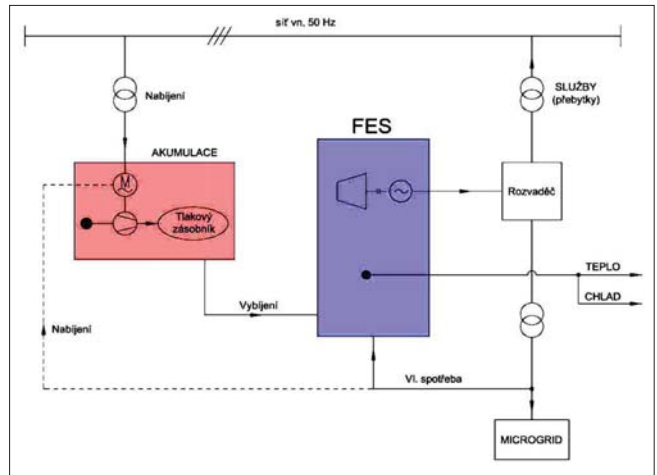 síť vn, 50 Hz
Nabíjení
SLUŽBY
(přebytky)
FES
AKUMULACE
M
Tlakový
zásobník
Rozvaděč
TEPLO
CHLAD
Vybíjení
Nabíjení
Vl. spotřeba
MICROGRID